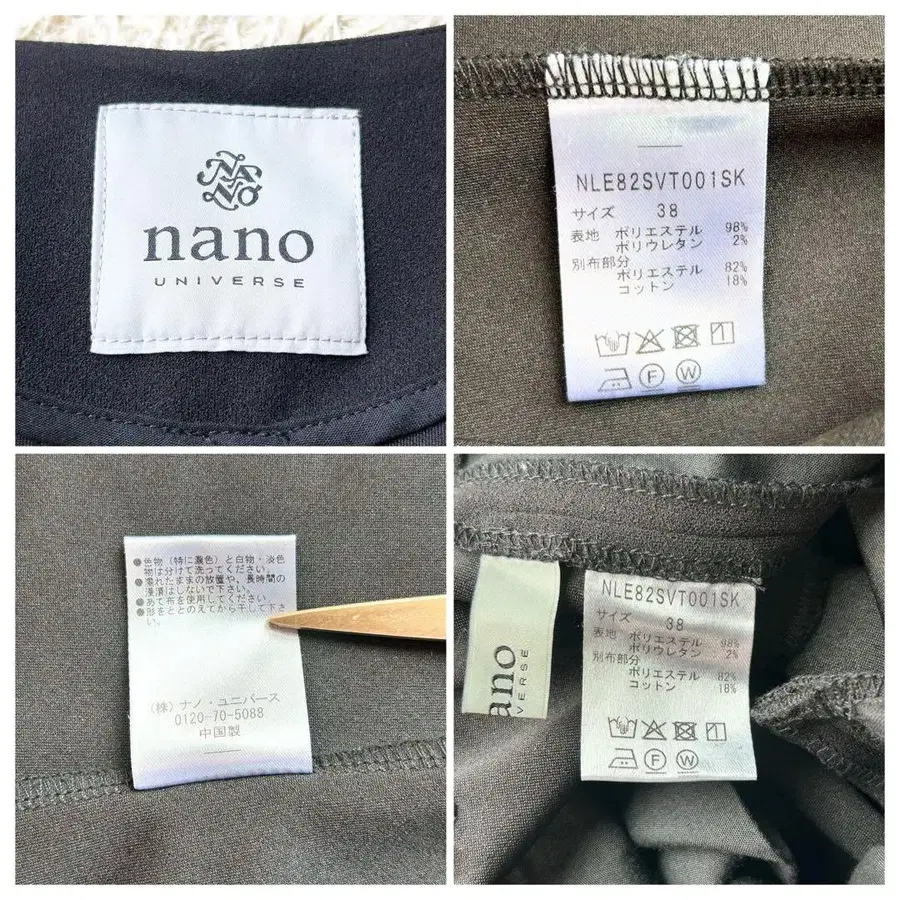 NANO
nano
UNIVERSE
NLE82SVT001SK
サイズ 38
表地 ポリエステル 98%
ポリウレタン 2%
別布部分
ポリエステル 82%
コットン 18%
F W
●色物(特に濃色)と白物・淡色
物は分けて洗ってください。
●濡れたままの放置や、長時間の
浸漬はしないで下さい。
●あて布を使用してください
●形をととのえてから干して下さ
い。
(株)ナノ・ユニバース
0120-70-5088
中国製
ano
VERSE
NLE82SVT001SK
サイズ 38
表地 ポリエステル 98%
ポリウレタン 2%
別布部分
ポリエステル 82%
コットン 18%
F W